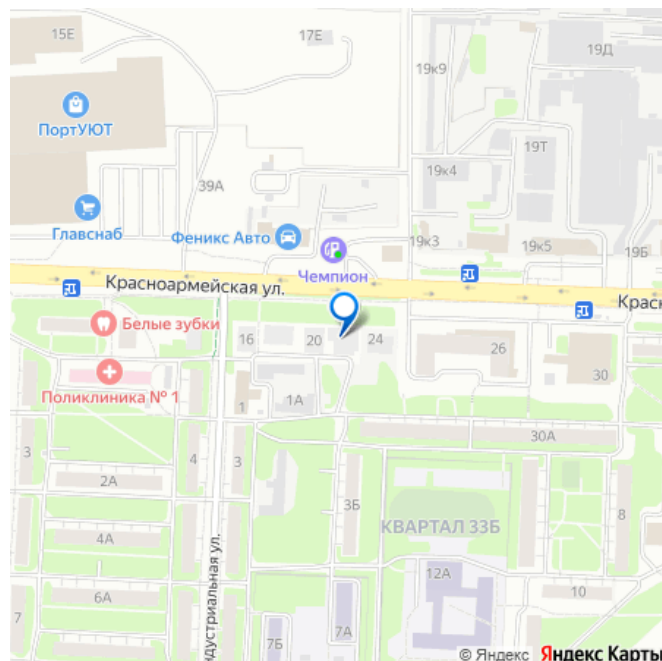 15Е
17Е
19Д
19к9
ПортУЮТ
19Т
19к4
39А
Главснаб
Феникс Авто
19к3
19к5
19Б
Чемпион
Красноармейская ул.
Красн
Белые зубки
16
20
24
26
30
Поликлиника № 1
1
1А
30А
3
4
3
2А
3Б
КВАРТАЛ 33Б
8
4А
12А
10
6А
7
7Б
7А
ндустриальная ул.
© Яндекс Яндекс Карты